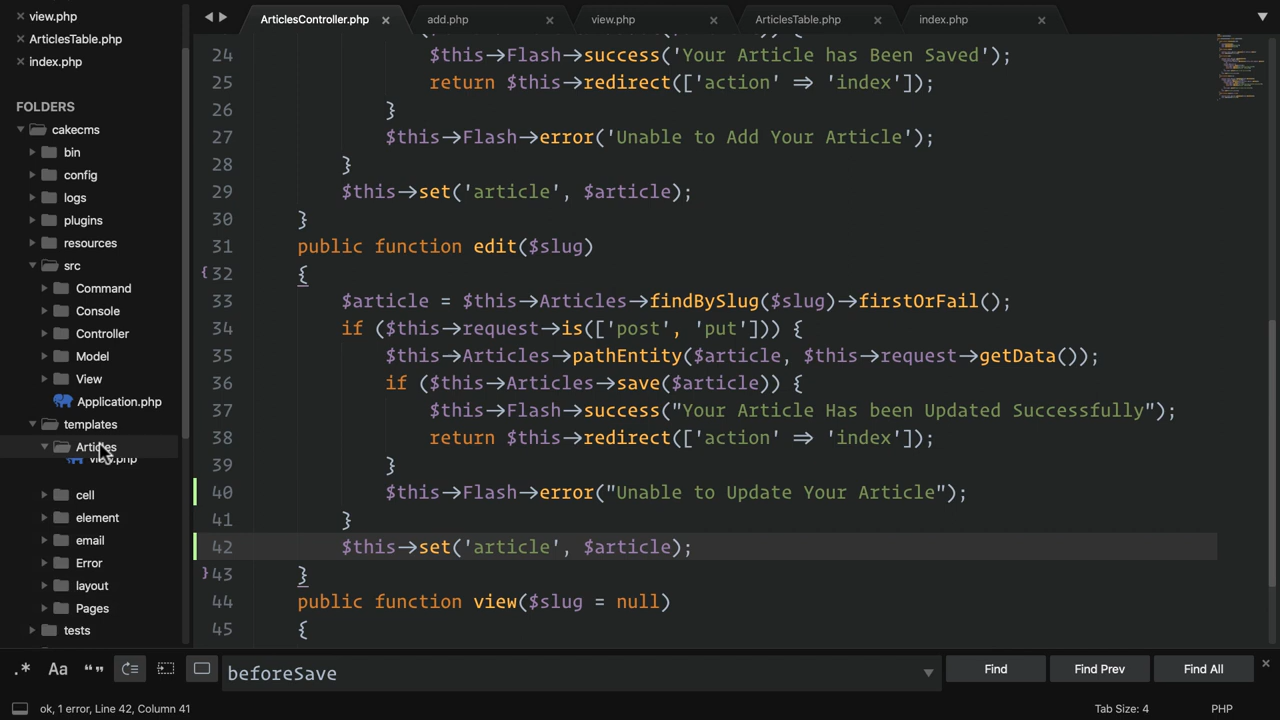 view.php
ArticlesTable.php
index.php
FOLDERS
cakecms
bin
config
logs
plugins
resources
src
Command
Console
Controller
Model
View
Application.php
templates
Articles
view.php
cell
element
email
Error
layout
Pages
tests
ArticlesController.php
add.php
view.php
ArticlesTable.php
index.php
24 $this->Flash->success('Your Article has Been Saved');
25 return $this->redirect(['action' => 'index']);
26 }
27 $this->Flash->error('Unable to Add Your Article');
28 }
29 $this->set('article', $article);
30 }
31 public function edit($slug)
32 {
33 $article = $this->Articles->findBySlug($slug)->firstOrFail();
34 if ($this->request->is(['post', 'put'])) {
35 $this->Articles->pathEntity($article, $this->request->getData());
36 if ($this->Articles->save($article)) {
37 $this->Flash->success("Your Article Has been Updated Successfully");
38 return $this->redirect(['action' => 'index']);
39 }
40 $this->Flash->error("Unable to Update Your Article");
41 }
42 $this->set('article', $article);
43 }
44 public function view($slug = null)
45 {
.* Aa “” beforeSave Find Find Prev Find All
ok, 1 error, Line 42, Column 41 Tab Size: 4 PHP